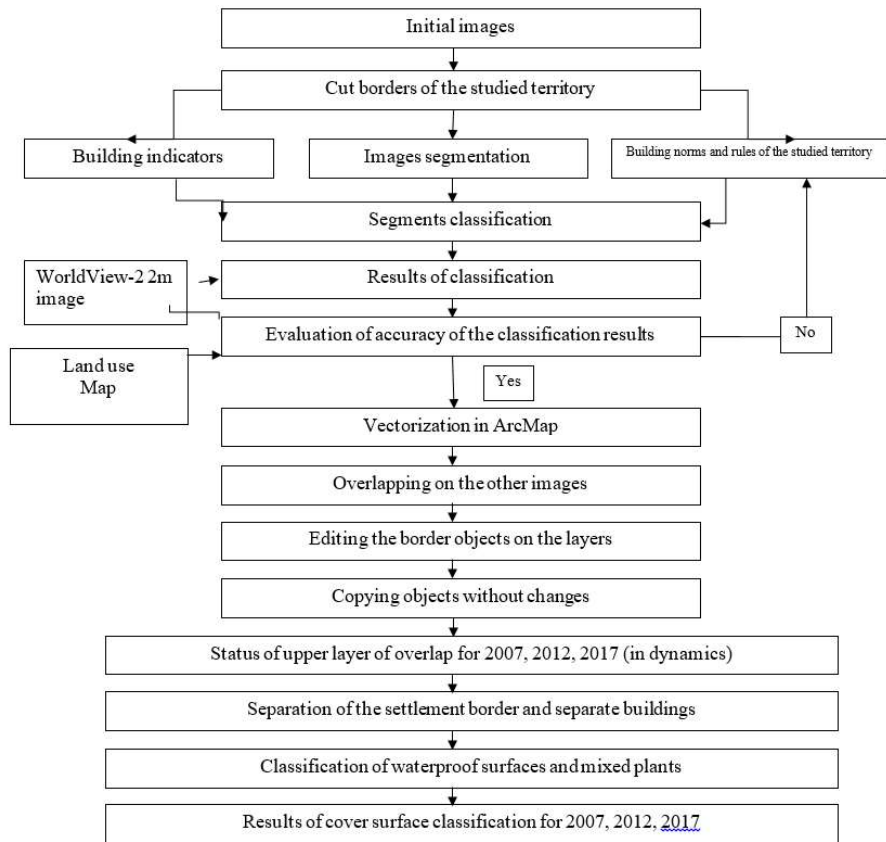 Initial images
Cut borders of the studied territory
Building indicators
Images segmentation
Building norms and rules of the studied territory
Segments classification
WorldView-2 2m
image
Results of classification
Evaluation of accuracy of the classification results
No
Land use
Map
Yes
Vectorization in ArcMap
Overlapping on the other images
Editing the border objects on the layers
Copying objects without changes
Status of upper layer of overlap for 2007, 2012, 2017 (in dynamics)
Separation of the settlement border and separate buildings
Classification of waterproof surfaces and mixed plants
Results of cover surface classification for 2007, 2012, 2017